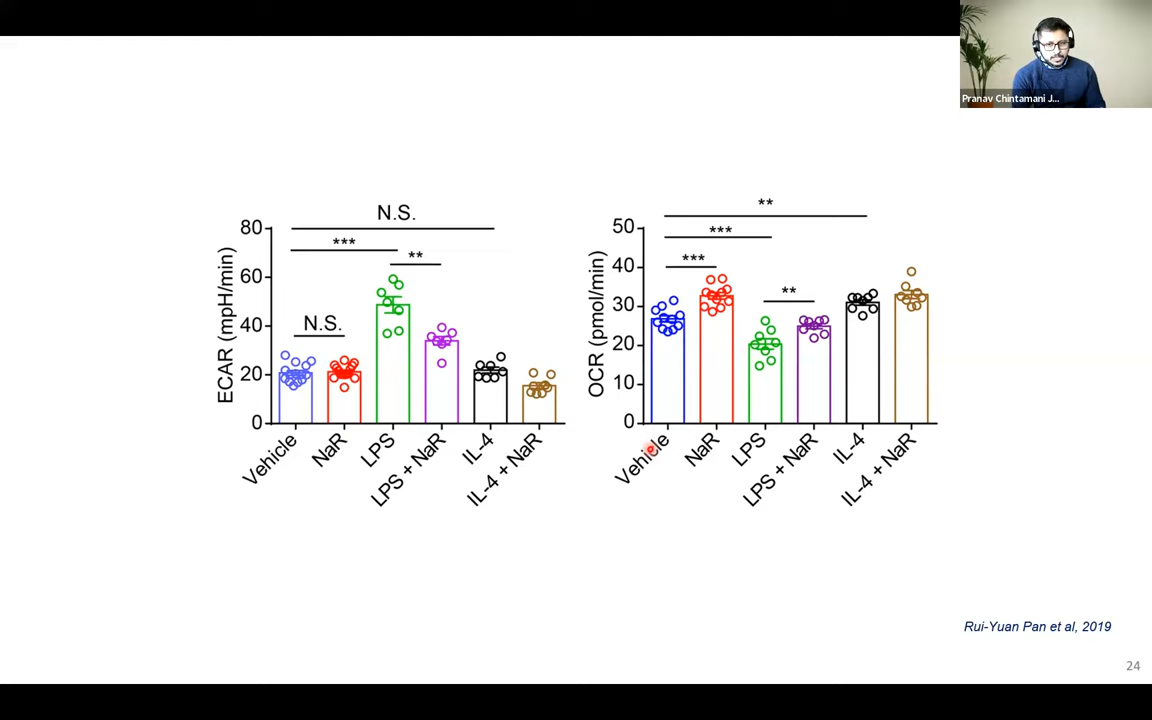 Pranav Chintamani J...
N.S.
***
**
N.S.
80
60
40
20
0
ECAR (mpH/min)
Vehicle
NaR
LPS
LPS + NaR
IL-4
IL-4 + NaR
**
***
***
**
50
40
30
20
10
0
OCR (pmol/min)
Vehicle
NaR
LPS
LPS + NaR
IL-4
IL-4 + NaR
Rui-Yuan Pan et al, 2019
24